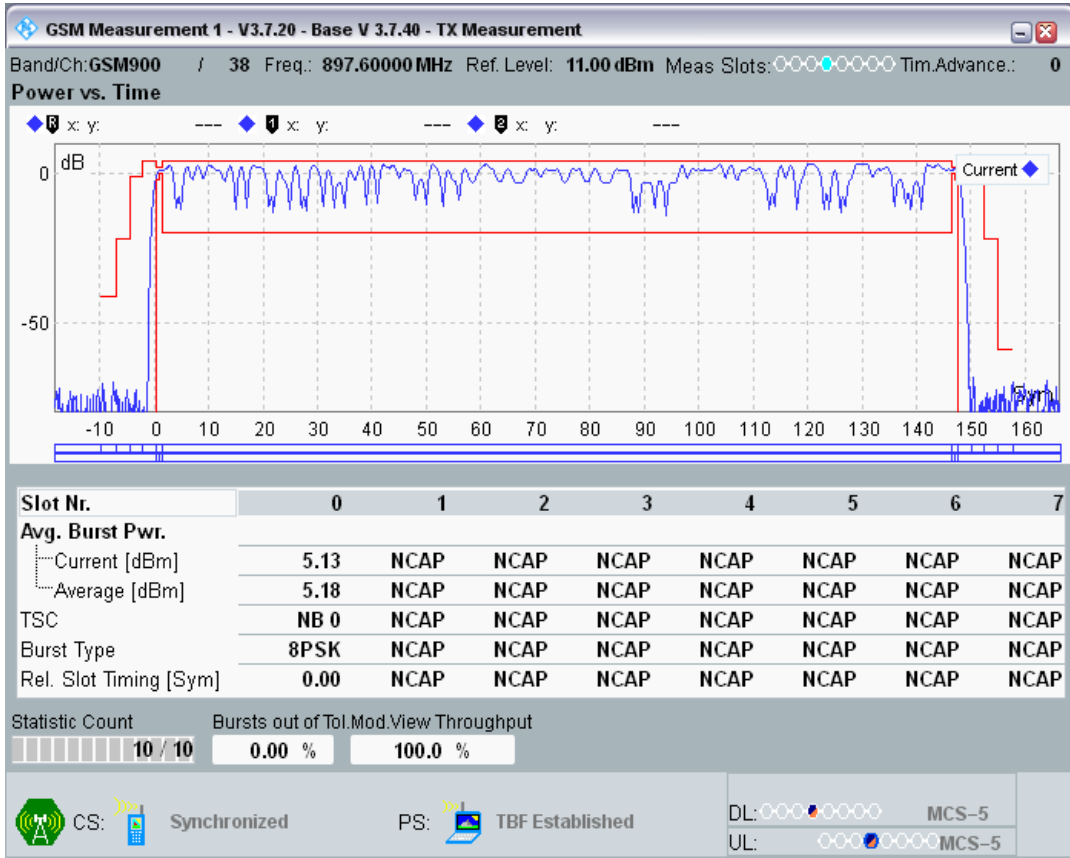 GSM Measurement 1 - V3.7.20 - Base V 3.7.40 - TX Measurement
Band/Ch:GSM900 / 38 Freq.: 897.60000 MHz Ref. Level: 11.00 dBm Meas Slots: Tim.Advance.: 0
Power vs. Time
R x: y: --- 1 x: y: --- 2 x: y: ---
dB
Current
0
-50
Sym
-10 0 10 20 30 40 50 60 70 80 90 100 110 120 130 140 150 160
Slot Nr. 0 1 2 3 4 5 6 7
Avg. Burst Pwr.
Current [dBm] 5.13 NCAP NCAP NCAP NCAP NCAP NCAP NCAP
Average [dBm] 5.18 NCAP NCAP NCAP NCAP NCAP NCAP NCAP
TSC NB 0 NCAP NCAP NCAP NCAP NCAP NCAP NCAP
Burst Type 8PSK NCAP NCAP NCAP NCAP NCAP NCAP NCAP
Rel. Slot Timing [Sym] 0.00 NCAP NCAP NCAP NCAP NCAP NCAP NCAP
Statistic Count Bursts out of Tol.Mod.View Throughput
10 / 10 0.00 % 100.0 %
CS: Synchronized PS: TBF Established
DL: MCS-5
UL: MCS-5